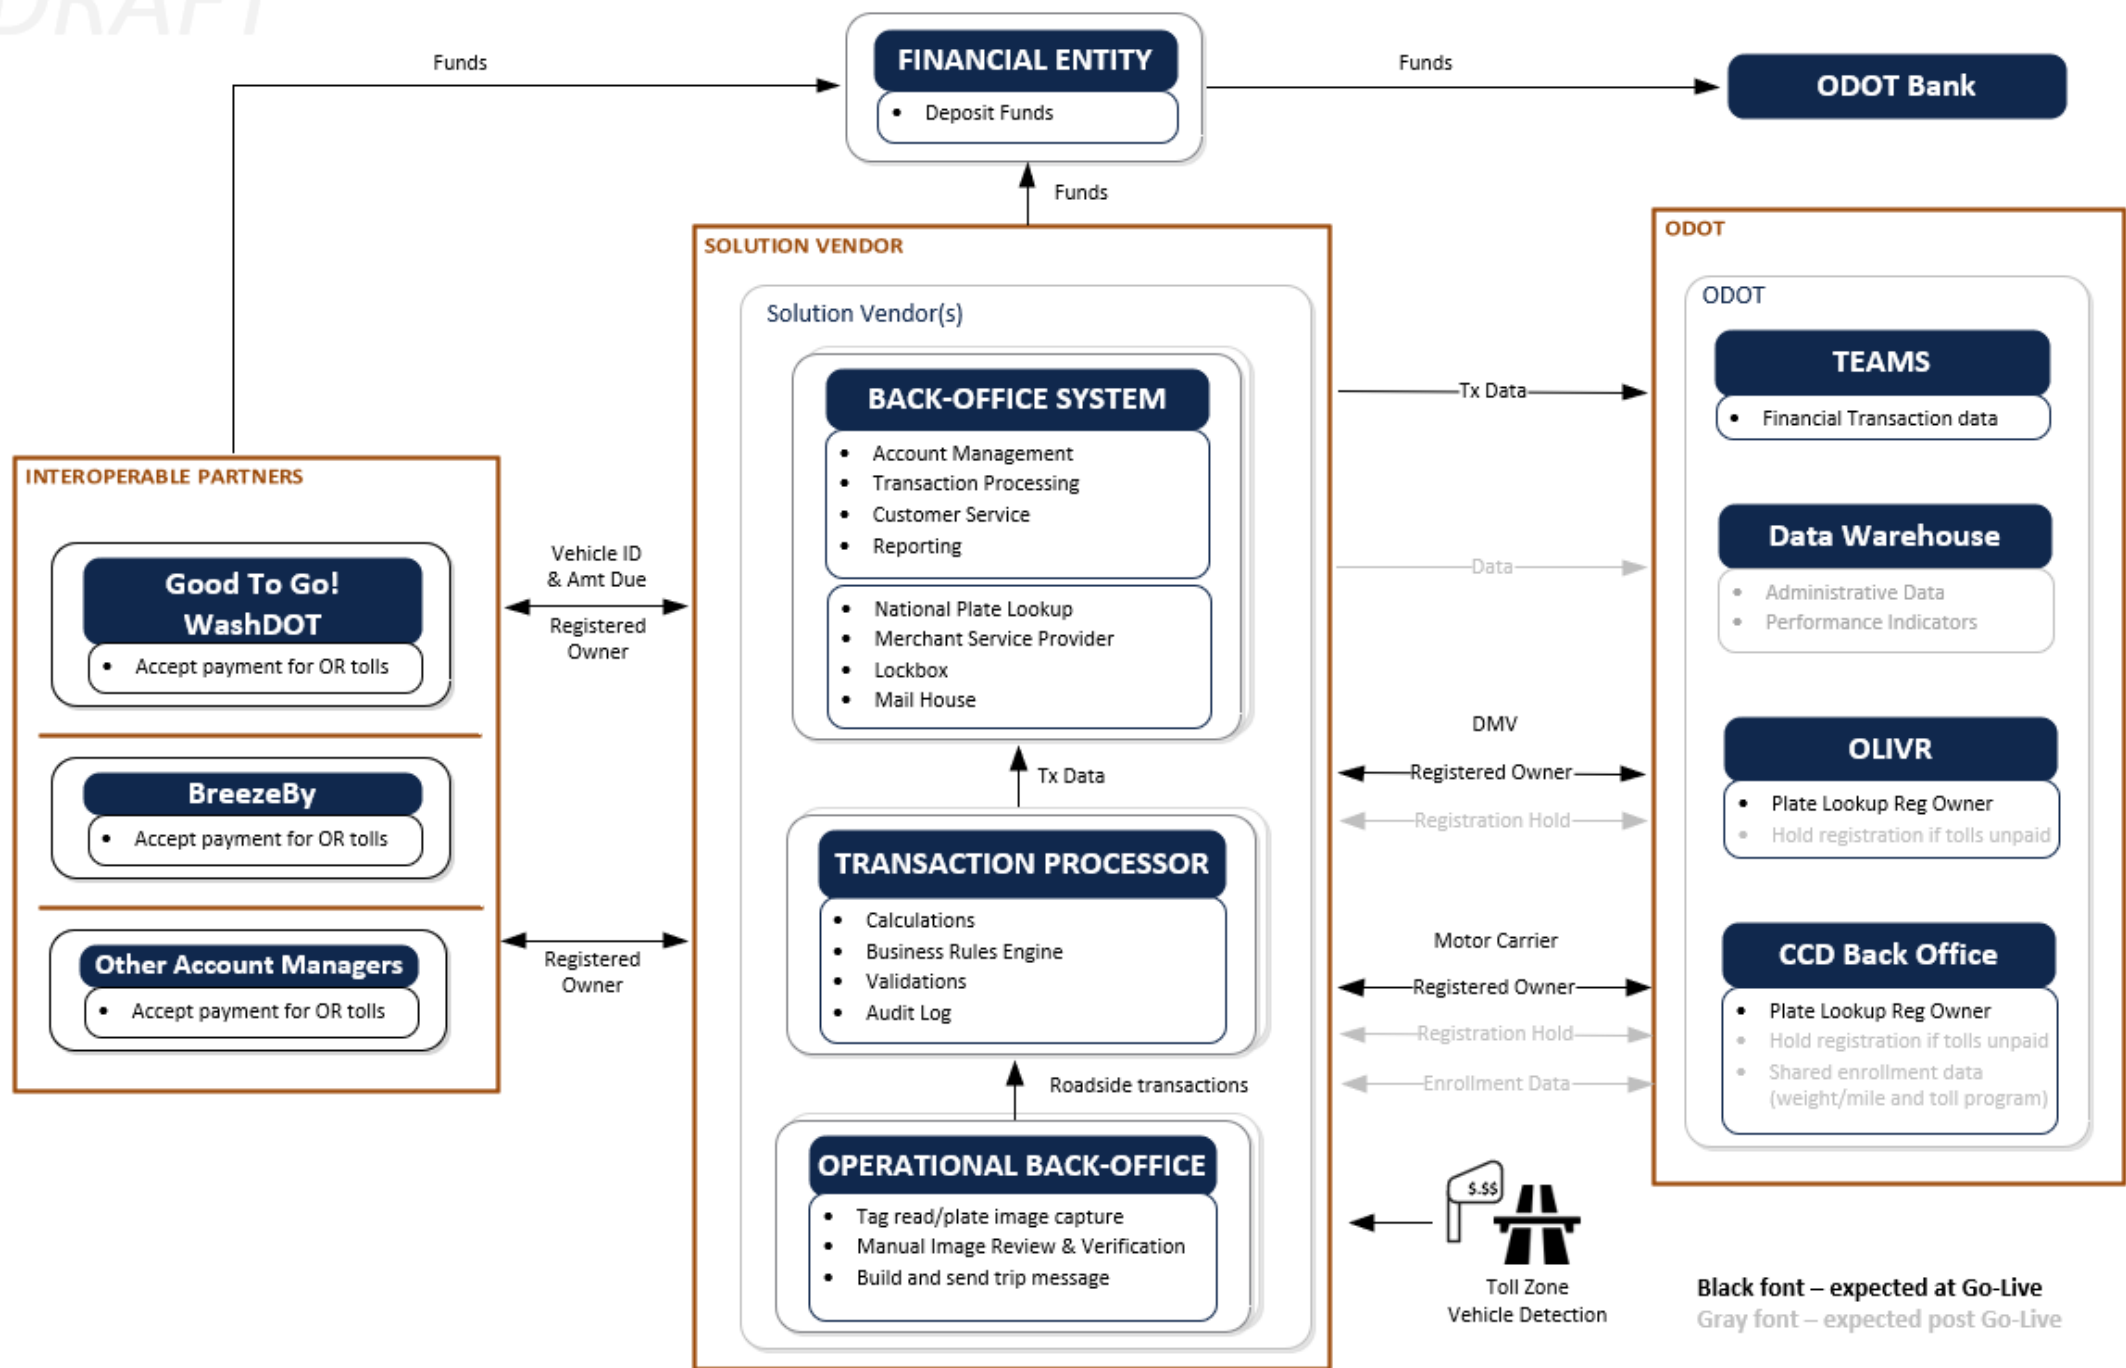 DRAFT
Funds
FINANCIAL ENTITY
• Deposit Funds
Funds
ODOT Bank
Funds
INTEROPERABLE PARTNERS
Good To Go!
WashDOT
• Accept payment for OR tolls
BreezeBy
• Accept payment for OR tolls
Other Account Managers
• Accept payment for OR tolls
Vehicle ID
& Amt Due
Registered
Owner
Registered
Owner
SOLUTION VENDOR
Solution Vendor(s)
BACK-OFFICE SYSTEM
• Account Management
• Transaction Processing
• Customer Service
• Reporting
• National Plate Lookup
• Merchant Service Provider
• Lockbox
• Mail House
Tx Data
TRANSACTION PROCESSOR
• Calculations
• Business Rules Engine
• Validations
• Audit Log
Roadside transactions
OPERATIONAL BACK-OFFICE
• Tag read/plate image capture
• Manual Image Review & Verification
• Build and send trip message
Tx Data
Data
DMV
Registered Owner
Registration Hold
Motor Carrier
Registered Owner
Registration Hold
Enrollment Data
$.$$
Toll Zone
Vehicle Detection
ODOT
ODOT
TEAMS
• Financial Transaction data
Data Warehouse
• Administrative Data
• Performance Indicators
OLIVR
• Plate Lookup Reg Owner
• Hold registration if tolls unpaid
CCD Back Office
• Plate Lookup Reg Owner
• Hold registration if tolls unpaid
• Shared enrollment data
(weight/mile and toll program)
Black font – expected at Go-Live
Gray font – expected post Go-Live